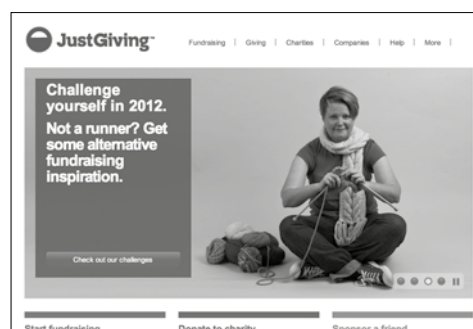 JustGiving™
Fundraising | Giving | Charities | Companies | Help | More |
Challenge
yourself in 2012.
Not a runner? Get
some alternative
fundraising
inspiration.
Check out our challenges
Start fundraising Donate to charity Sponsor a friend